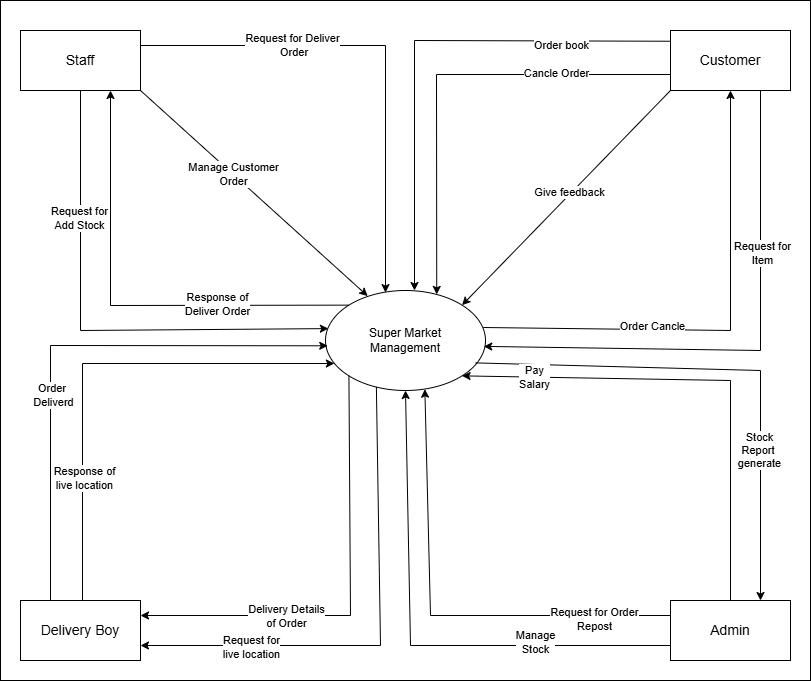 Request for Deliver
Order
Order book
Staff
Customer
Cancle Order
Manage Customer
Order
Give feedback
Request for
Add Stock
Request for
Item
Response of
Deliver Order
Super Market
Management
Order Cancle
Pay
Salary
Order
Deliverd
Stock
Report
generate
Response of
live location
Delivery Details
of Order
Request for Order
Repost
Delivery Boy
Admin
Request for
live location
Manage
Stock